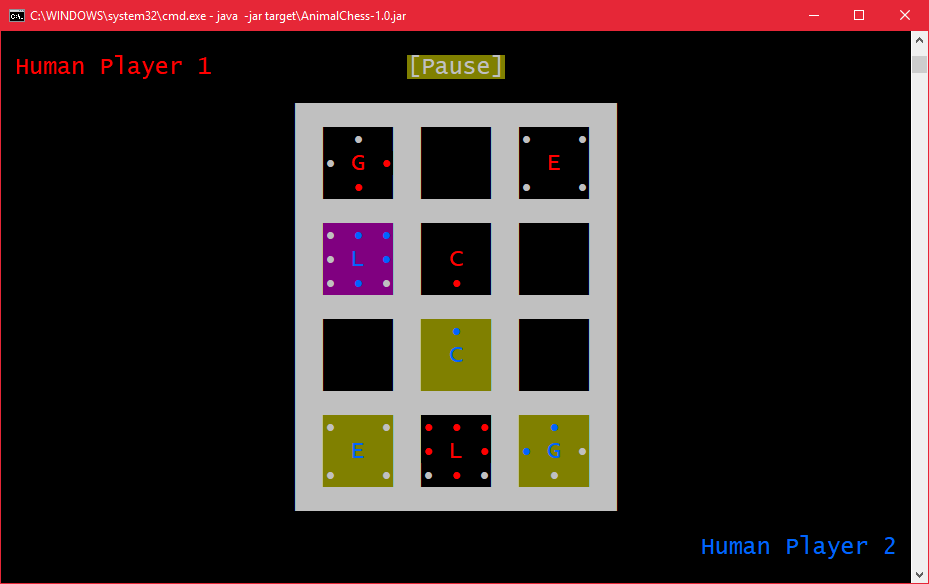 C:\WINDOWS\system32\cmd.exe - java  -jar target\AnimalChess-1.0.jar
Human Player 1 [Pause]
G E
L C
C
E L G
Human Player 2